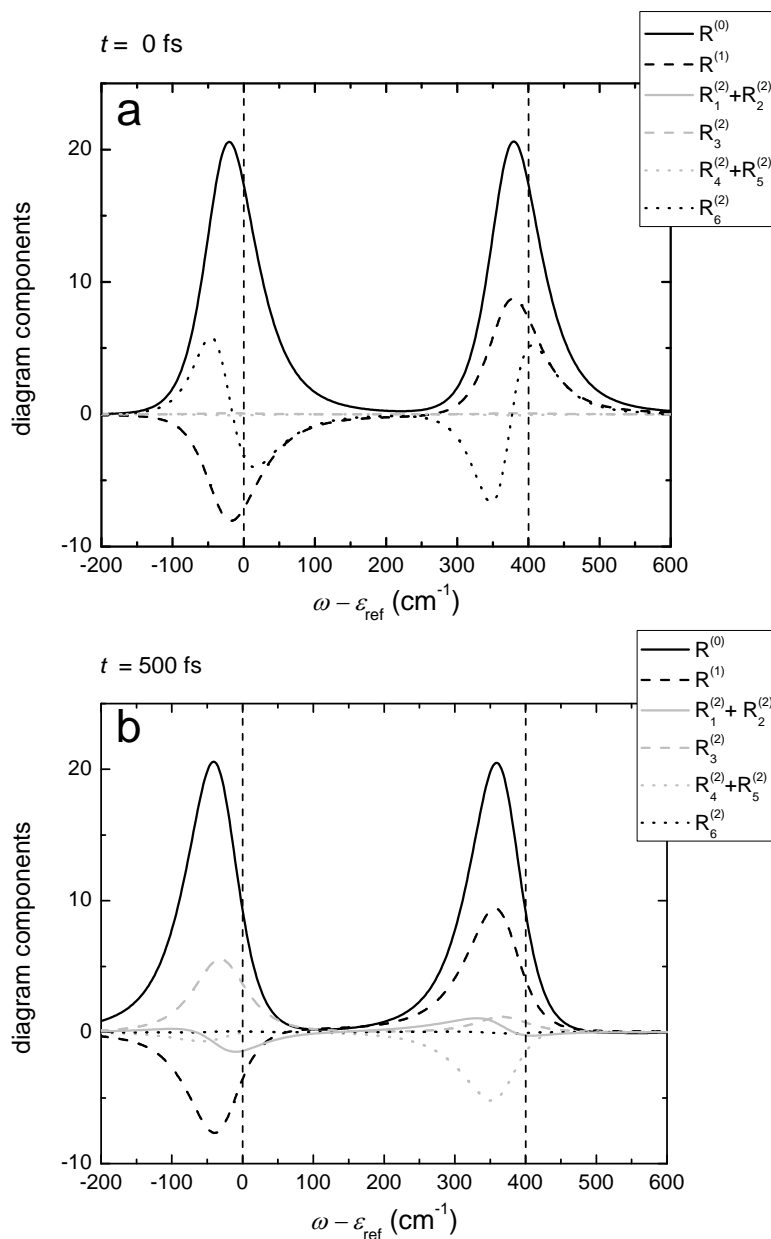 t = 0 fs
R(0)
R(1)
R1(2)+R2(2)
R3(2)
R4(2)+R5(2)
R6(2)
a
20
10
0
-10
diagram components
-200 -100 0 100 200 300 400 500 600
ω − εref (cm-1)
t = 500 fs
R(0)
R(1)
R1(2)+ R2(2)
R3(2)
R4(2)+R5(2)
R6(2)
b
20
10
0
-10
diagram components
-200 -100 0 100 200 300 400 500 600
ω − εref (cm-1)